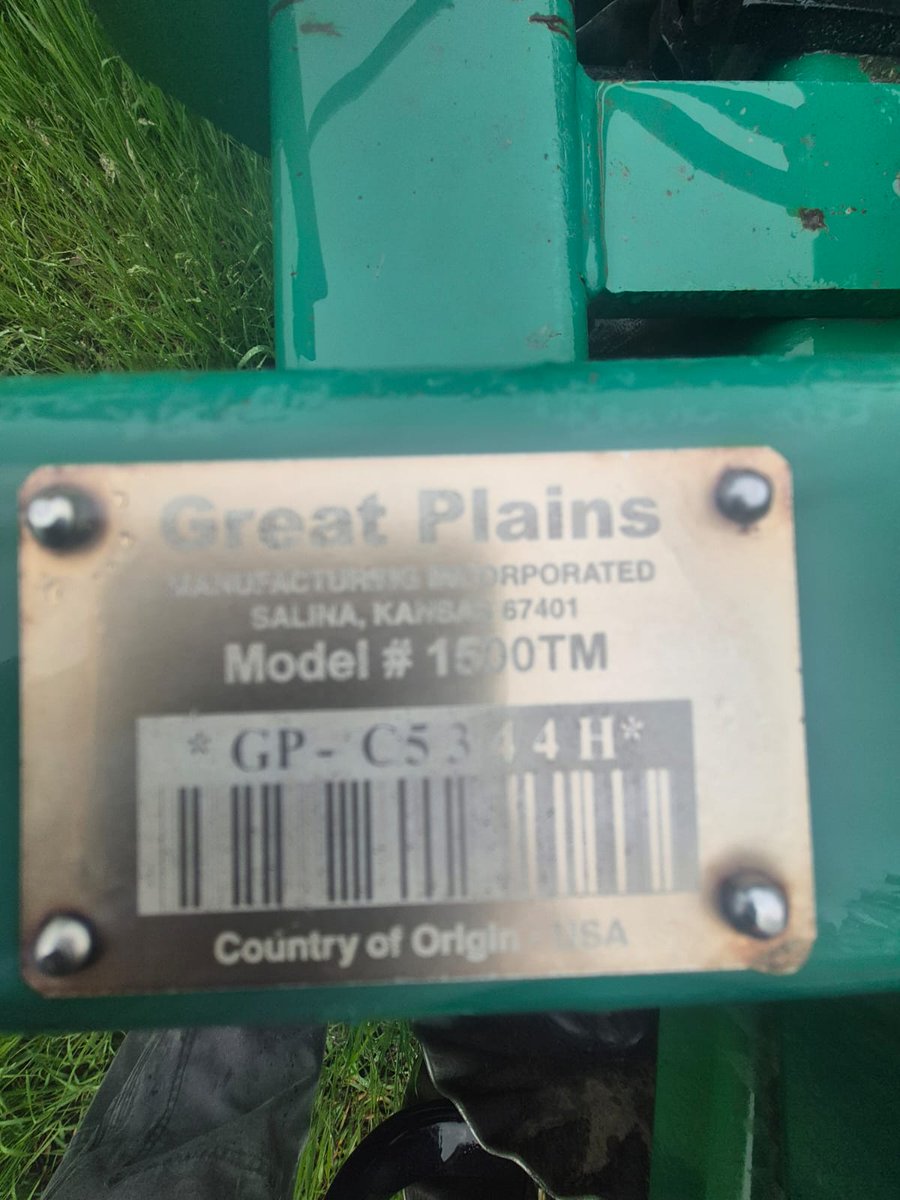 Great Plains
MANUFACTURING INCORPORATED
SALINA, KANSAS 67401
Model # 1500TM
*GP- C5344H*
Country of Origin - USA